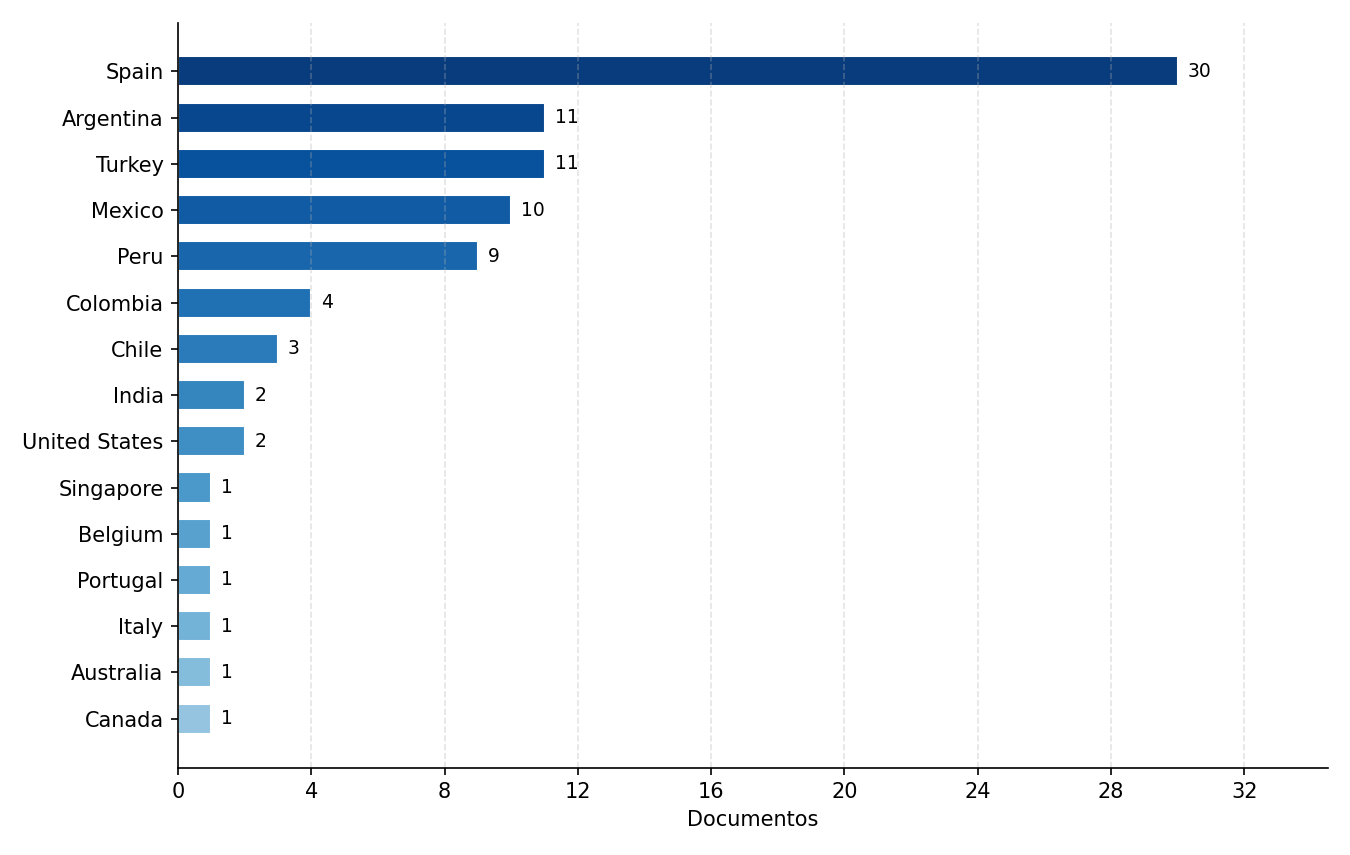 Spain 30
Argentina 11
Turkey 11
Mexico 10
Peru 9
Colombia 4
Chile 3
India 2
United States 2
Singapore 1
Belgium 1
Portugal 1
Italy 1
Australia 1
Canada 1
0 4 8 12 16 20 24 28 32
Documentos